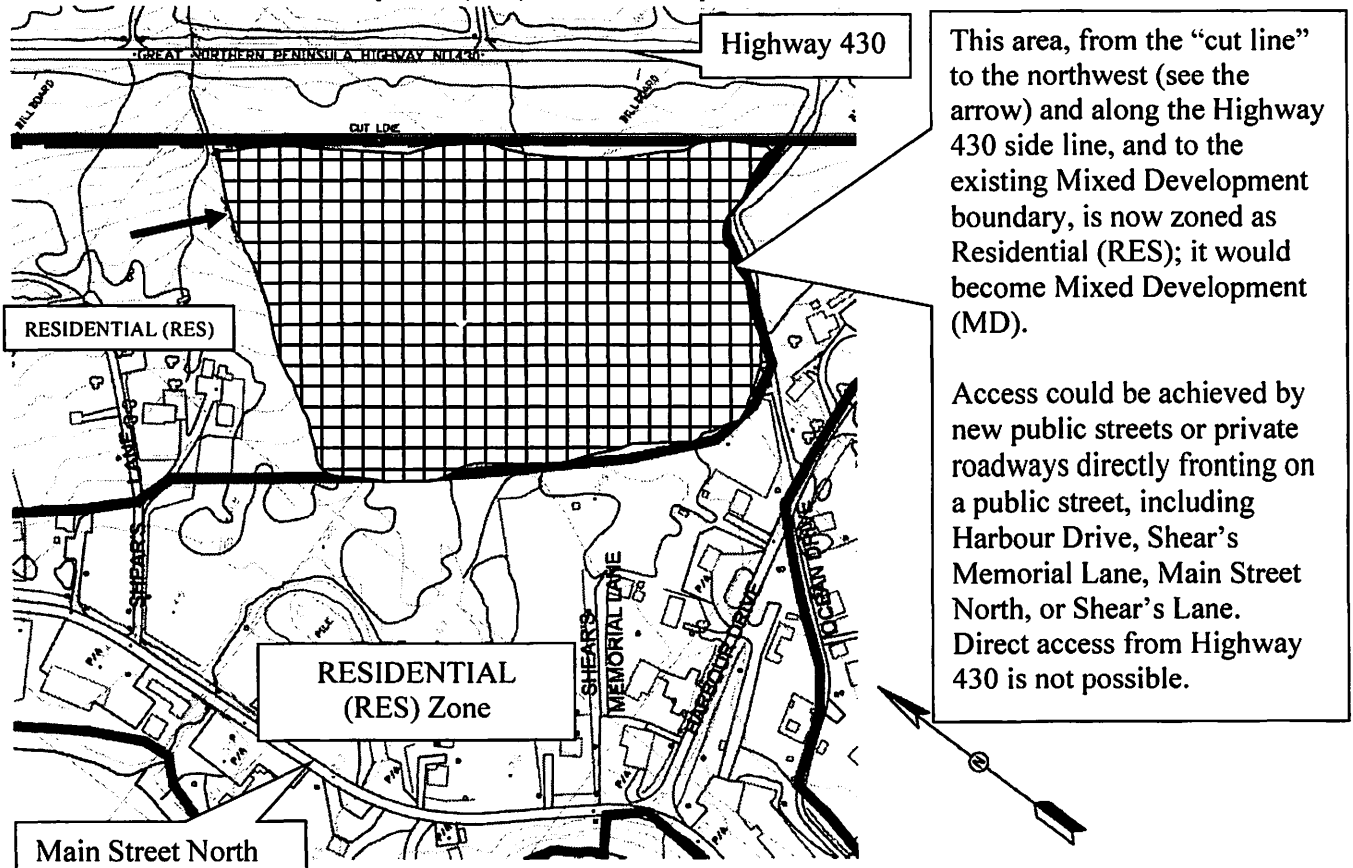 Highway 430
GREAT NORTHERN PENINSULA HIGHWAY NO.430
BILLBOARD
BILLBOARD
CUT LINE
This area, from the “cut line”
to the northwest (see the
arrow) and along the Highway
430 side line, and to the
existing Mixed Development
boundary, is now zoned as
Residential (RES); it would
become Mixed Development
(MD).
Access could be achieved by
new public streets or private
roadways directly fronting on
a public street, including
Harbour Drive, Shear’s
Memorial Lane, Main Street
North, or Shear’s Lane.
Direct access from Highway
430 is not possible.
RESIDENTIAL (RES)
SHEAR'S LANE
SHEAR'S
MEMORIAL LANE
HARBOUR DRIVE
OCEAN DRIVE
RESIDENTIAL
(RES) Zone
P/A
P/A
P/A
P/A
P/A
P/A
P/A
N
Main Street North